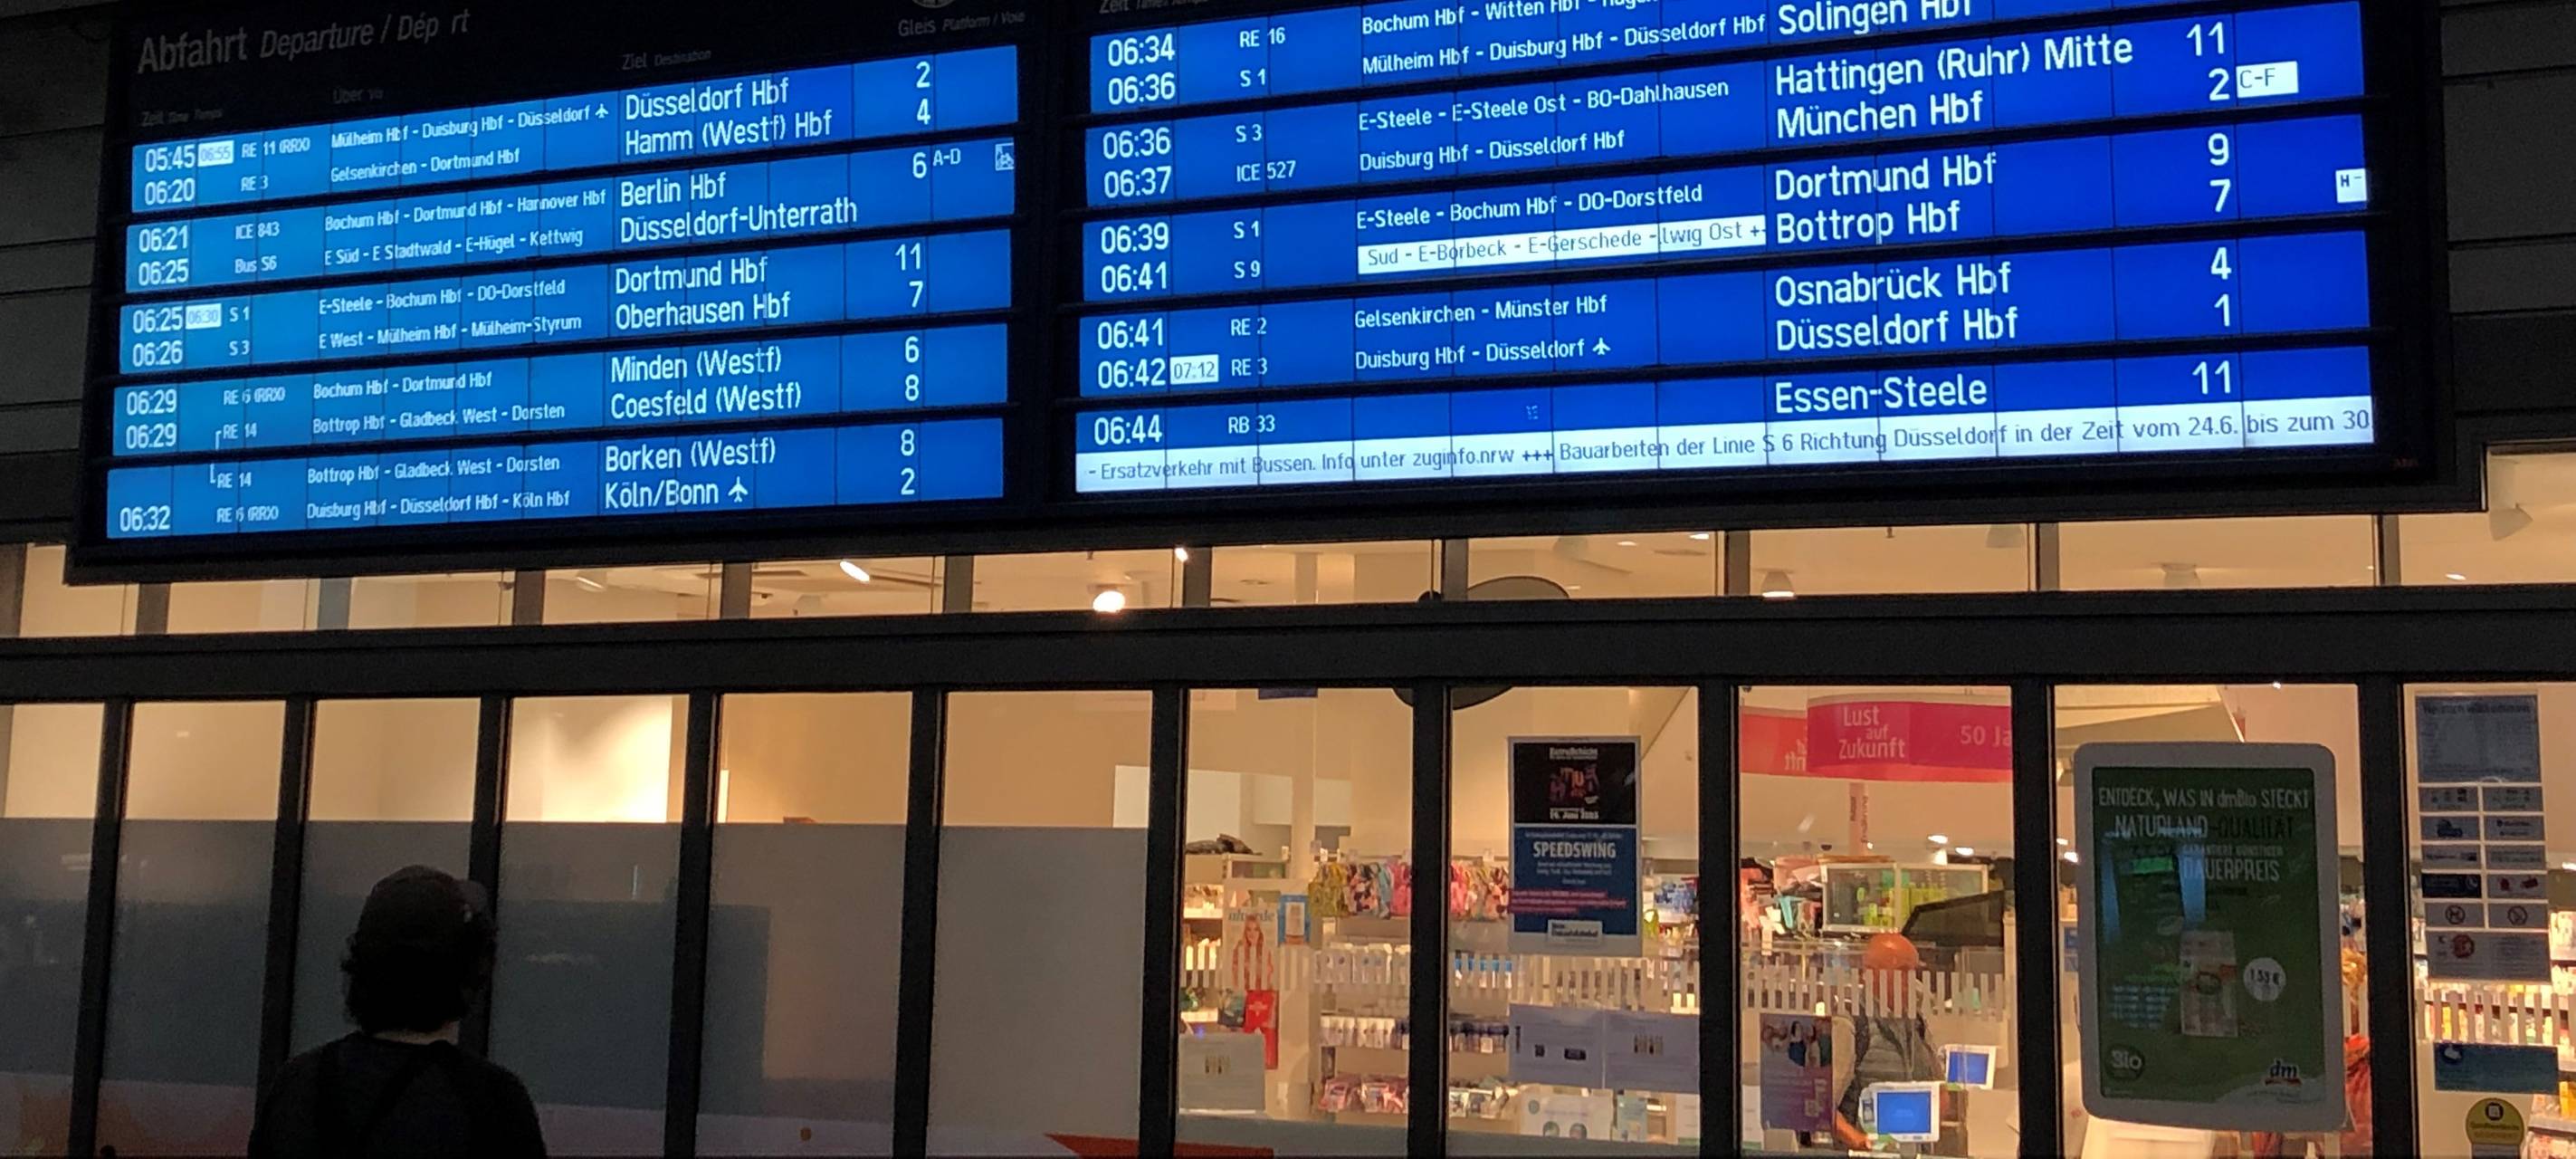 Abfahrt Departure / Dép rt
Zeit Time Temps Über Via Ziel Destination Gleis Platform / Voie
05:45 06:55 RE 11 (RRX) Mülheim Hbf - Duisburg Hbf - Düsseldorf Düsseldorf Hbf 2
06:20 RE 3 Gelsenkirchen - Dortmund Hbf Hamm (Westf) Hbf 4
06:21 ICE 843 Bochum Hbf - Dortmund Hbf - Hannover Hbf Berlin Hbf 6 A-D
06:25 Bus S6 E Süd - E Stadtwald - E-Hügel - Kettwig Düsseldorf-Unterrath
06:25 06:30 S 1 E-Steele - Bochum Hbf - DO-Dorstfeld Dortmund Hbf 11
06:26 S 3 E West - Mülheim Hbf - Mülheim-Styrum Oberhausen Hbf 7
06:29 RE 6 (RRX) Bochum Hbf - Dortmund Hbf Minden (Westf) 6
06:29 RE 14 Bottrop Hbf - Gladbeck West - Dorsten Coesfeld (Westf) 8
RE 14 Bottrop Hbf - Gladbeck West - Dorsten Borken (Westf) 8
06:32 RE 6 (RRX) Duisburg Hbf - Düsseldorf Hbf - Köln Hbf Köln/Bonn 2
Zeit
06:34 RE 16 Bochum Hbf - Witten Hbf -
06:36 S 1 Mülheim Hbf - Duisburg Hbf - Düsseldorf Hbf Solingen Hbf
06:36 S 3 E-Steele - E-Steele Ost - BO-Dahlhausen Hattingen (Ruhr) Mitte 11
06:37 ICE 527 Duisburg Hbf - Düsseldorf Hbf München Hbf 2 C-F
06:39 S 1 E-Steele - Bochum Hbf - DO-Dorstfeld Dortmund Hbf 9
06:41 S 9 Süd - E-Borbeck - E-Gerschede - lwig Ost + Bottrop Hbf 7 H -
06:41 RE 2 Gelsenkirchen - Münster Hbf Osnabrück Hbf 4
06:42 07:12 RE 3 Duisburg Hbf - Düsseldorf Düsseldorf Hbf 1
06:44 RB 33 Essen-Steele 11
- Ersatzverkehr mit Bussen. Info unter zuginfo.nrw +++ Bauarbeiten der Linie S 6 Richtung Düsseldorf in der Zeit vom 24.6. bis zum 30
Lust
auf
Zukunft
50 Ja
SPEEDSWING
ENTDECK, WAS IN dmBio STECKT
NATURLAND-QUALITÄT
DAUERPREIS
1,55 €
Bio
dm